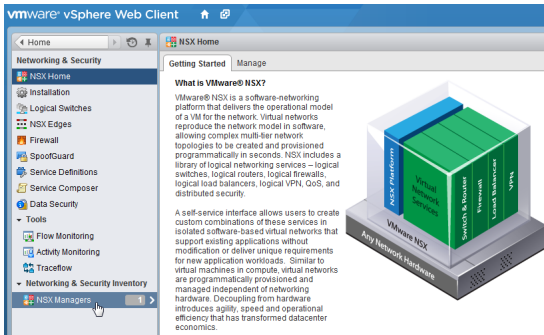 vmware® vSphere Web Client
Home
NSX Home
Networking & Security
Getting Started
Manage
NSX Home
Installation
Logical Switches
NSX Edges
Firewall
SpoofGuard
Service Definitions
Service Composer
Data Security
Tools
Flow Monitoring
Activity Monitoring
Traceflow
Networking & Security Inventory
NSX Managers 1
What is VMware® NSX?
VMware® NSX is a software-networking
platform that delivers the operational model
of a VM for the network. Virtual networks
reproduce the network model in software,
allowing complex multi-tier network
topologies to be created and provisioned
programmatically in seconds. NSX includes a
library of logical networking services – logical
switches, logical routers, logical firewalls,
logical load balancers, logical VPN, QoS, and
distributed security.
A self-service interface allows users to create
custom combinations of these services in
isolated software-based virtual networks that
support existing applications without
modification or deliver unique requirements
for new application workloads. Similar to
virtual machines in compute, virtual networks
are programmatically provisioned and
managed independent of networking
hardware. Decoupling from hardware
introduces agility, speed and operational
efficiency that has transformed datacenter
economics.
NSX Platform
Virtual
Network
Services
Switch & Router
Firewall
Load Balancer
VPN
VMware NSX
Any Network Hardware